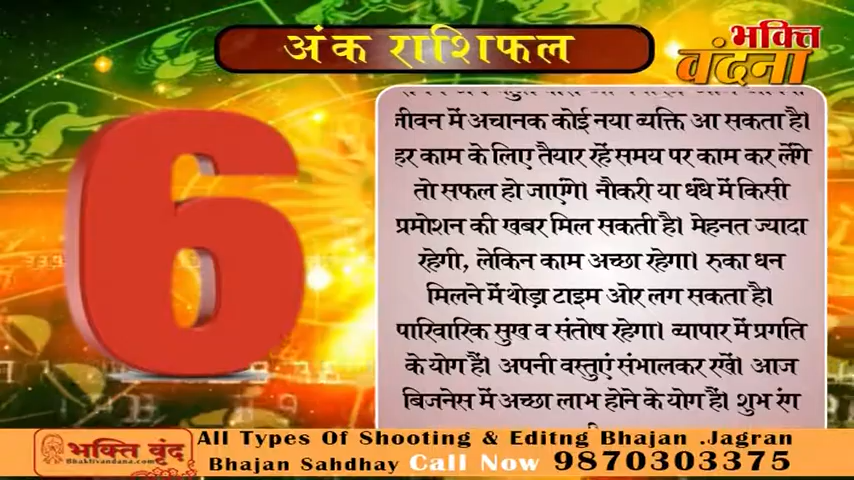 अंक राशिफल
भक्ति
वंदना
6
जीवन में अचानक कोई नया व्यक्ति आ सकता है।
हर काम के लिए तैयार रहें समय पर काम कर लेंगे
तो सफल हो जाएंगे। नौकरी या धंधे में किसी
प्रमोशन की खबर मिल सकती है। मेहनत ज्यादा
रहेगी, लेकिन काम अच्छा रहेगा। रुका धन
मिलने में थोड़ा टाइम ओर लग सकता है।
पारिवारिक सुख व संतोष रहेगा। व्यापार में प्रगति
के योग हैं। अपनी वस्तुएं संभालकर रखें। आज
बिजनेस में अच्छा लाभ होने के योग हैं। शुभ रंग
भक्ति वृंद
Bhaktivandana.com
All Types Of Shooting & Editng Bhajan .Jagran
Bhajan Sahdhay Call Now 9870303375